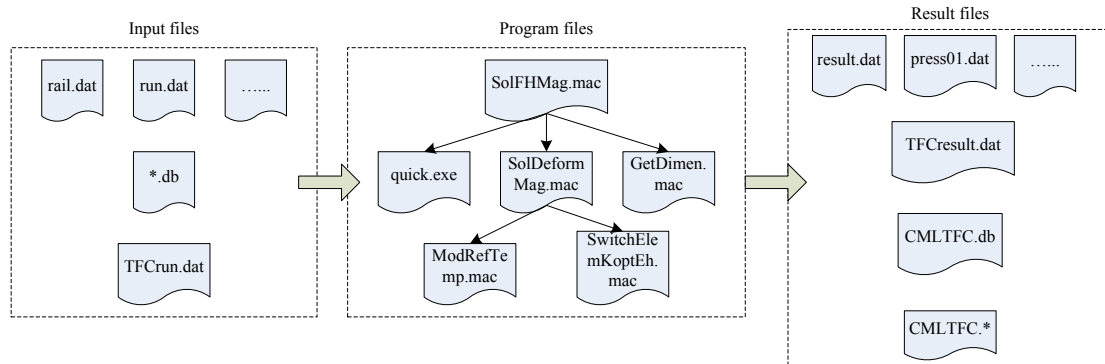 Input files
rail.dat
run.dat
…...
*.db
TFCrun.dat
Program files
SolFHMag.mac
quick.exe
SolDeform
Mag.mac
GetDimen.
mac
ModRefTe
mp.mac
SwitchEle
mKoptEh.
mac
Result files
result.dat
press01.dat
…...
TFCresult.dat
CMLTFC.db
CMLTFC.*